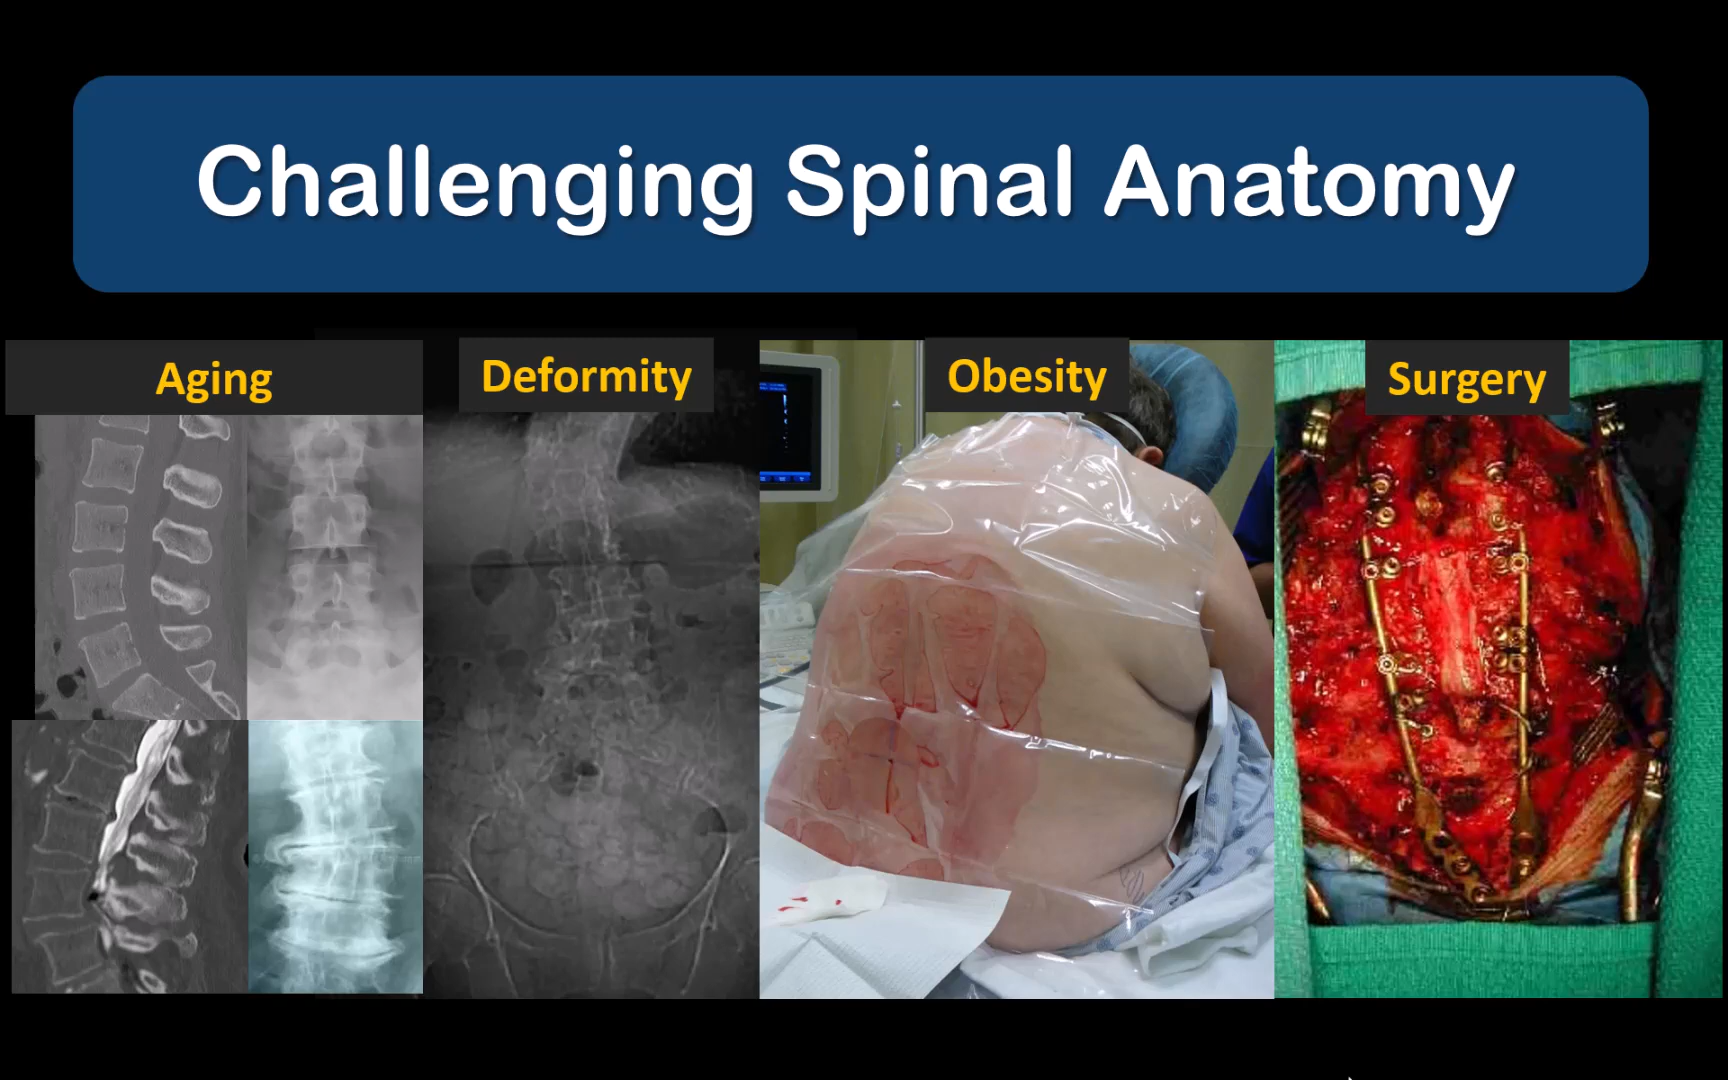 Challenging Spinal Anatomy
Aging
Deformity
Obesity
Surgery